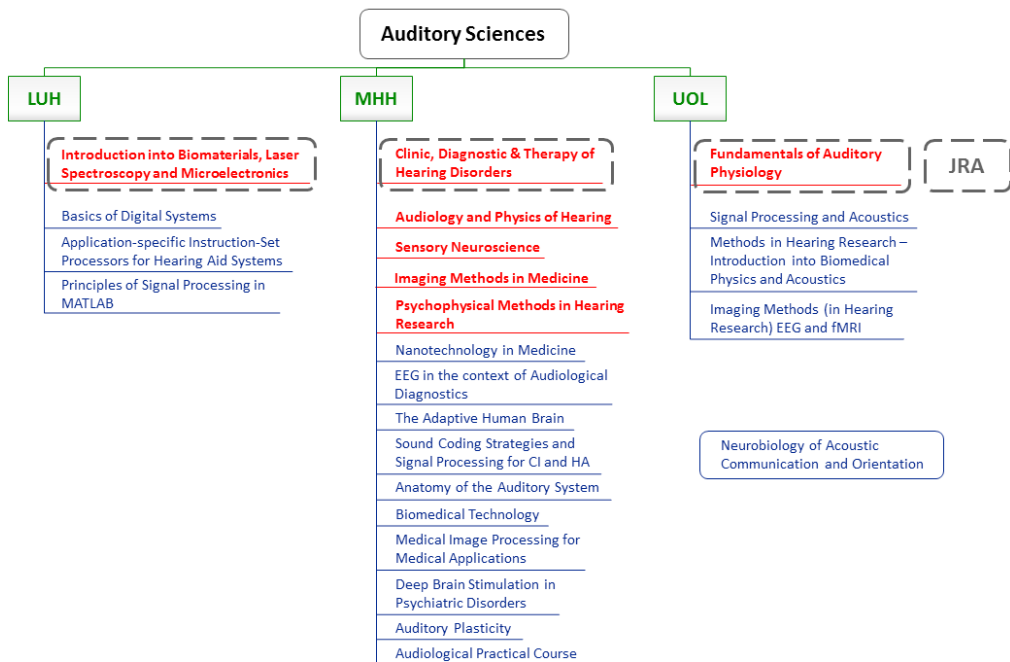 Auditory Sciences
LUH
MHH
UOL
Introduction into Biomaterials, Laser
Spectroscopy and Microelectronics
Basics of Digital Systems
Application-specific Instruction-Set
Processors for Hearing Aid Systems
Principles of Signal Processing in
MATLAB
Clinic, Diagnostic & Therapy of
Hearing Disorders
Audiology and Physics of Hearing
Sensory Neuroscience
Imaging Methods in Medicine
Psychophysical Methods in Hearing
Research
Nanotechnology in Medicine
EEG in the context of Audiological
Diagnostics
The Adaptive Human Brain
Sound Coding Strategies and
Signal Processing for CI and HA
Anatomy of the Auditory System
Biomedical Technology
Medical Image Processing for
Medical Applications
Deep Brain Stimulation in
Psychiatric Disorders
Auditory Plasticity
Audiological Practical Course
Fundamentals of Auditory
Physiology
Signal Processing and Acoustics
Methods in Hearing Research –
Introduction into Biomedical
Physics and Acoustics
Imaging Methods (in Hearing
Research) EEG and fMRI
JRA
Neurobiology of Acoustic
Communication and Orientation